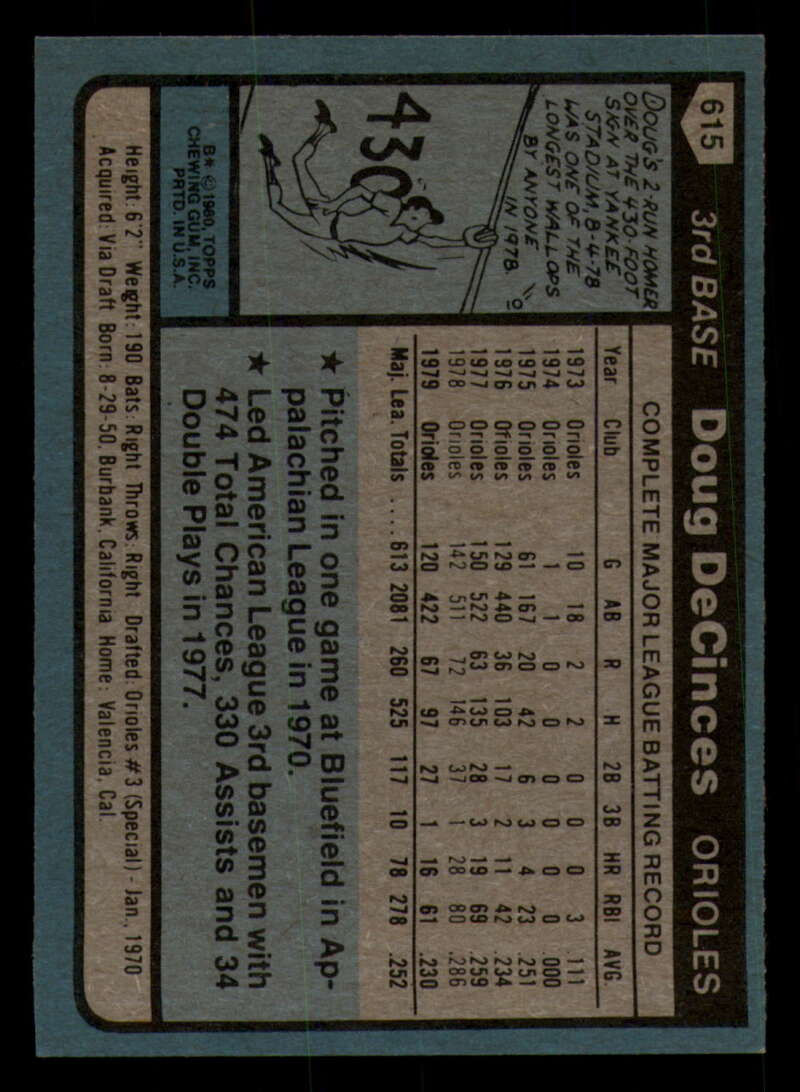 615 3rd BASE Doug DeCinces ORIOLES
DOUG'S 2-RUN HOMER
OVER THE 430-FOOT
SIGN AT YANKEE
STADIUM, 8-4-78
WAS ONE OF THE
LONGEST WALLOPS
BY ANYONE
IN 1978.
430
B* © 1980, TOPPS
CHEWING GUM, INC.
PRTD. IN U.S.A.
COMPLETE MAJOR LEAGUE BATTING RECORD
Year Club G AB R H 2B 3B HR RBI AVG
1973 Orioles 10 18 2 2 0 0 0 3 .111
1974 Orioles 1 1 0 0 0 0 0 0 .000
1975 Orioles 61 167 20 42 6 3 4 23 .251
1976 Orioles 129 440 36 103 17 2 11 42 .234
1977 Orioles 150 522 63 135 28 3 19 69 .259
1978 Orioles 142 511 72 146 37 1 28 80 .286
1979 Orioles 120 422 67 97 27 1 16 61 .230
Maj. Lea. Totals .... 613 2081 260 525 117 10 78 278 .252
★ Pitched in one game at Bluefield in Ap-
palachian League in 1970.
★ Led American League 3rd basemen with
474 Total Chances, 330 Assists and 34
Double Plays in 1977.
Height: 6'2" Weight: 190 Bats: Right Throws: Right Drafted: Orioles #3 (Special) - Jan., 1970
Acquired: Via Draft Born: 8-29-50, Burbank, California Home: Valencia, Cal.